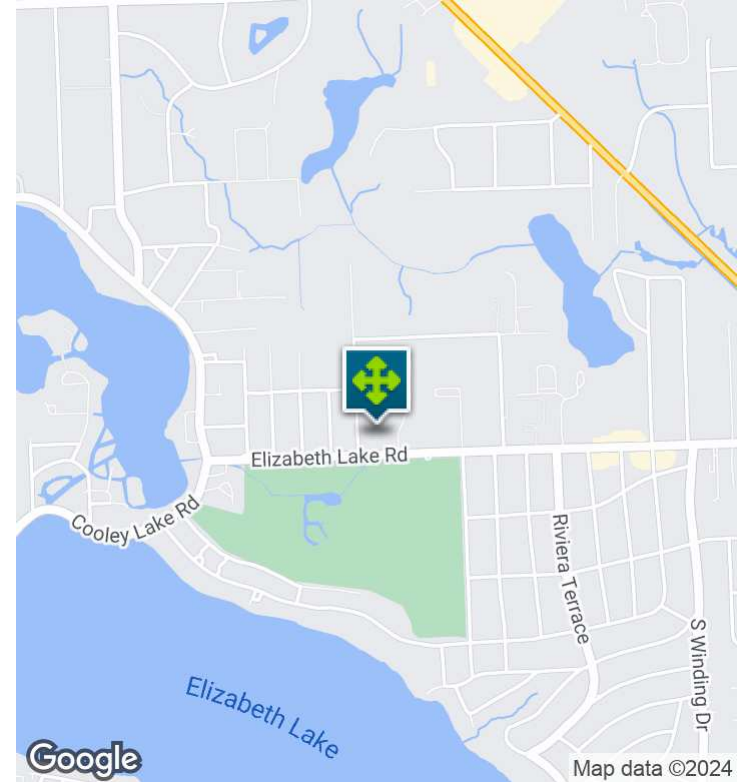 Elizabeth Lake Rd
Cooley Lake Rd
Riviera Terrace
S Winding Dr
Elizabeth Lake
Google
Map data ©2024